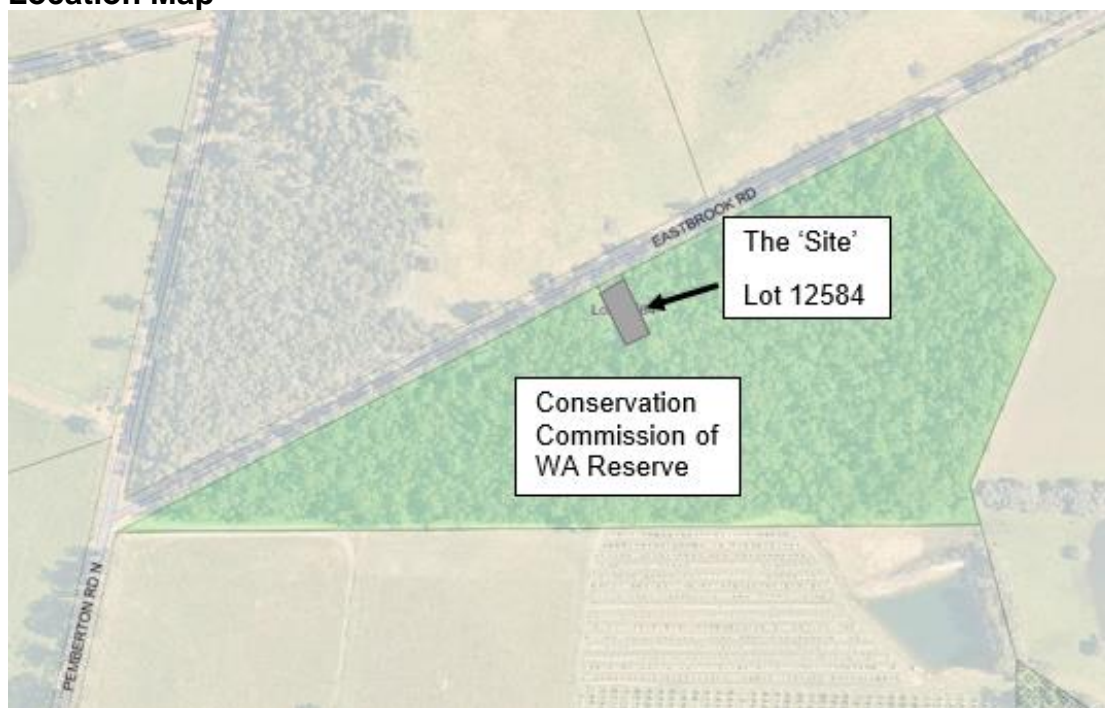 Location Map
EASTBROOK RD
The ‘Site’
Lot 12584
Conservation
Commission of
WA Reserve
PEMBERTON RD N